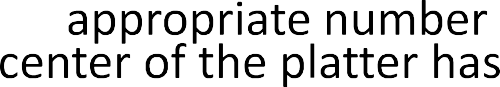 appropriate number
center of the platter has